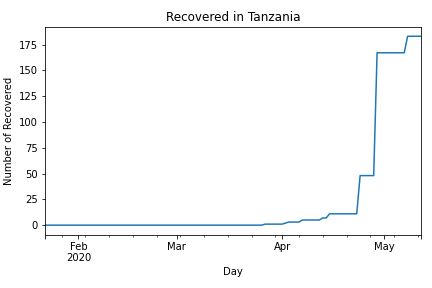 Recovered in Tanzania
Number of Recovered
175
150
125
100
75
50
25
0
Feb
2020
Mar
Apr
May
Day